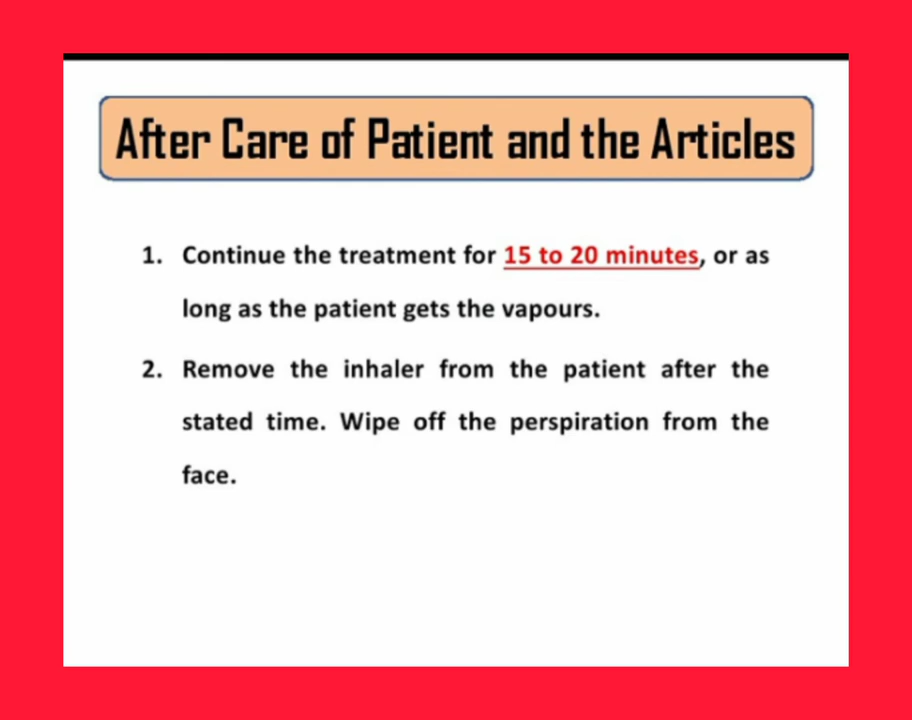 After Care of Patient and the Articles
1. Continue the treatment for 15 to 20 minutes, or as
long as the patient gets the vapours.
2. Remove the inhaler from the patient after the
stated time. Wipe off the perspiration from the
face.